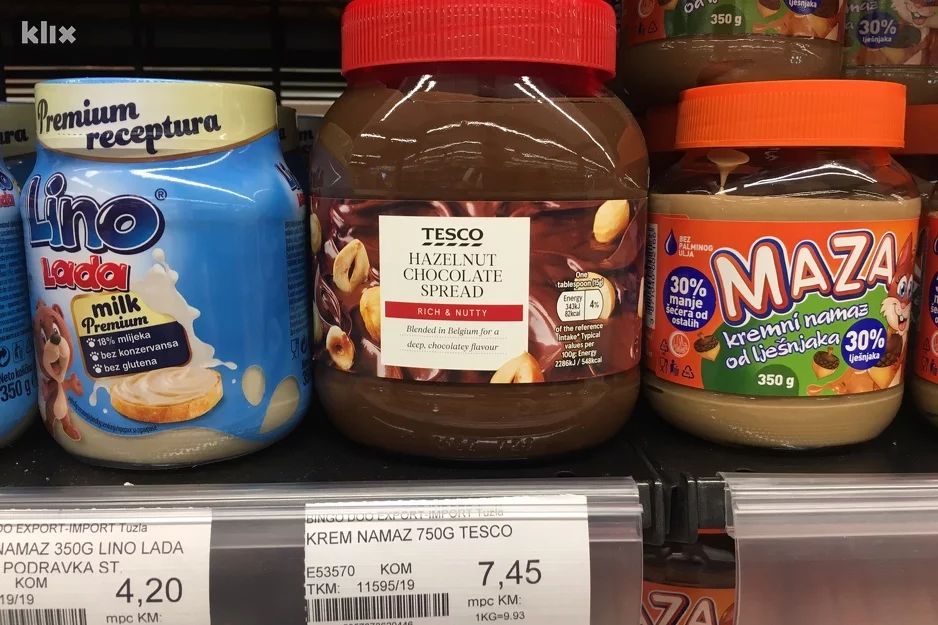 klix
350 g
30%
lješnjaka
Premium
receptura
Lino®
Lada
milk
Premium
18% mlijeka
bez konzervansa
bez glutena
350 g
TESCO
HAZELNUT
CHOCOLATE
SPREAD
RICH & NUTTY
Blended in Belgium for a
deep, chocolatey flavour
One
tablespoon (15g)
Energy
343kJ
82kcal
4%
of the reference
intake* Typical
values per
100g: Energy
2286kJ / 548kcal
BEZ
PALMINOG
ULJA
MAZA
30%
manje
šećera od
ostalih
kremni namaz
od lješnjaka
30%
lješnjaka
350 g
DO EXPORT-IMPORT Tuzla
NAMAZ 350G LINO LADA
PODRAVKA ST.
KOM
19/19
4,20
mpc KM:
BINGO DOO EXPORT-IMPORT Tuzla
KREM NAMAZ 750G TESCO
E53570 KOM
TKM: 11595/19
7,45
mpc KM:
1KG=9.93
MAZA